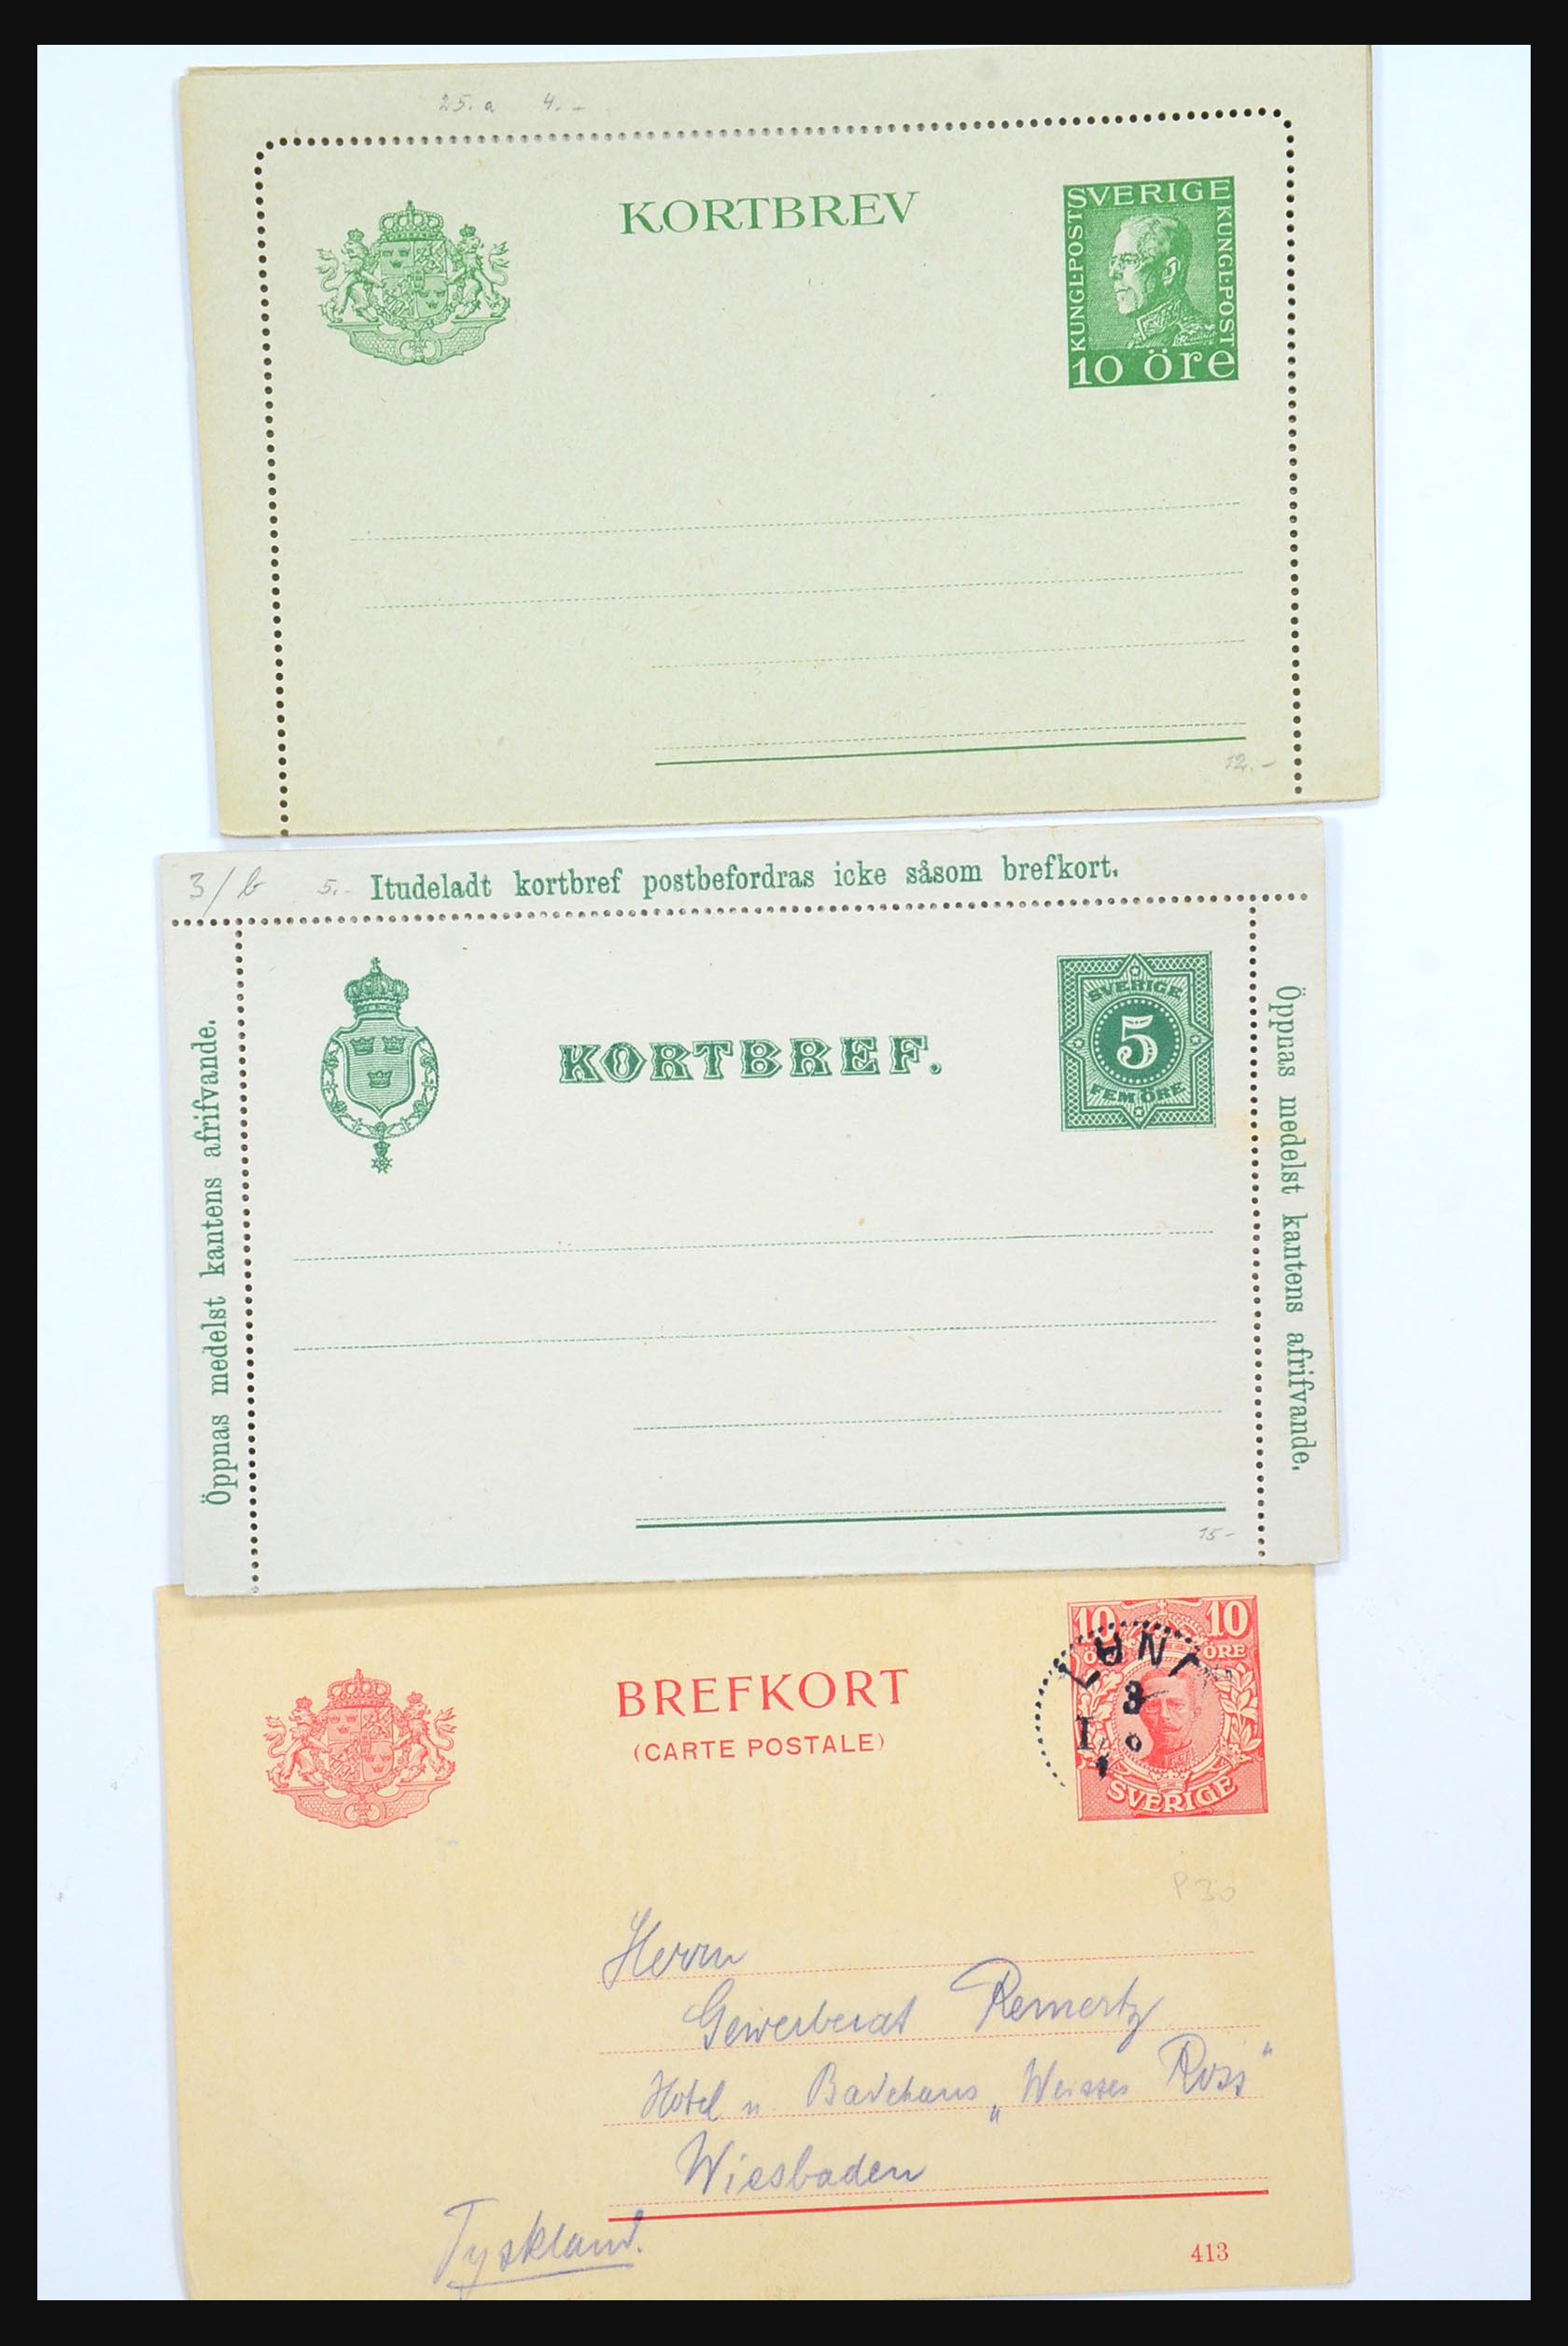 25. a 4. –
KORTBREV
SVERIGE
KUNGL. POST
KUNGL. POST
10 öre
12. –
3/b 5. –
Itudeladt kortbref postbefordras icke såsom brefkort.
Öppnas medelst kantens afrifvande.
KORTBREF.
SVERIGE
5
FEM ÖRE
Öppnas medelst kantens afrifvande.
15 –
BREFKORT
(CARTE POSTALE)
10 10
ÖRE
SVERIGE
P30
Herrn
Gewerberat Remertz
Hotel u. Badehaus „Weisses Ross“
Wiesbaden
Tyskland.
413